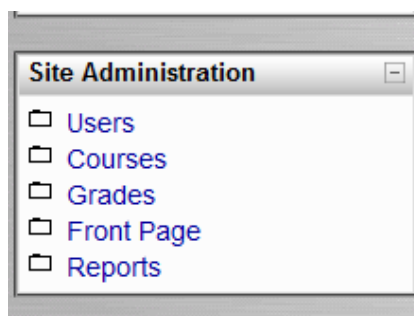 Site Administration
Users
Courses
Grades
Front Page
Reports